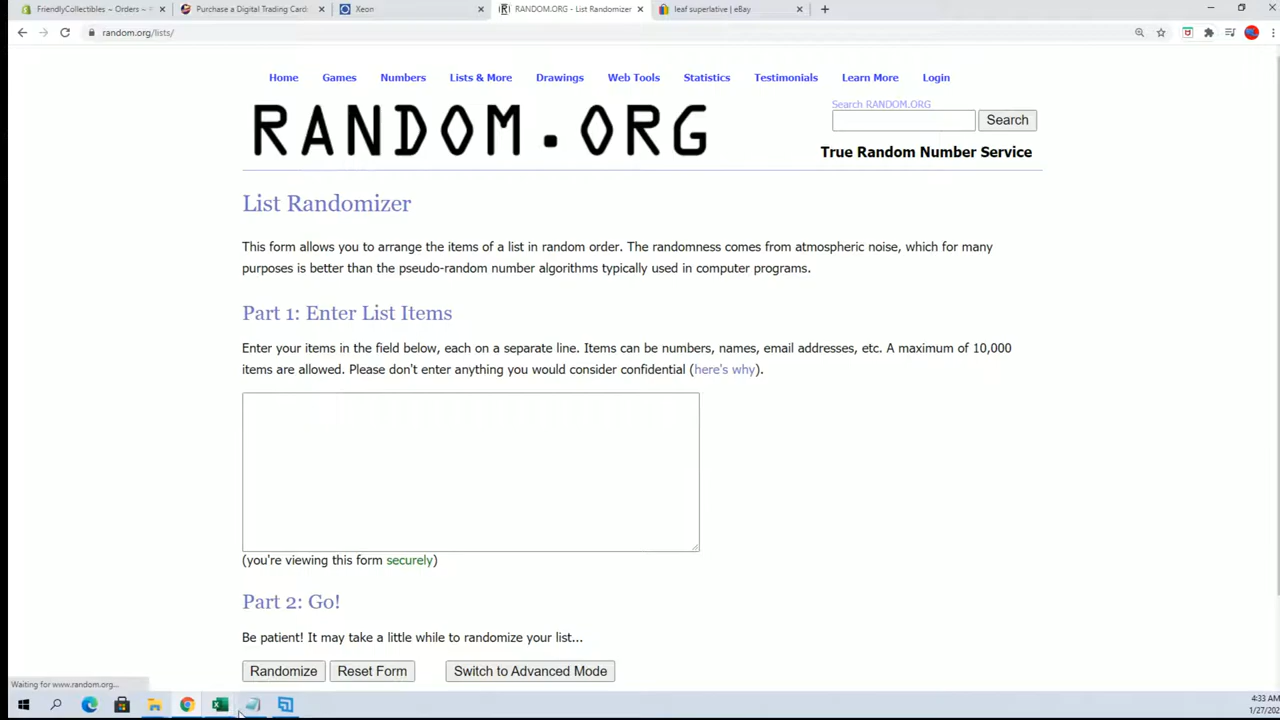 FriendlyCollectibles ~ Orders ~
Purchase a Digital Trading Card
Xeon
RANDOM.ORG - List Randomizer
leaf superlative | eBay
random.org/lists/
Home Games Numbers Lists & More Drawings Web Tools Statistics Testimonials Learn More Login
RANDOM.ORG
Search RANDOM.ORG
Search
True Random Number Service
List Randomizer
This form allows you to arrange the items of a list in random order. The randomness comes from atmospheric noise, which for many
purposes is better than the pseudo-random number algorithms typically used in computer programs.
Part 1: Enter List Items
Enter your items in the field below, each on a separate line. Items can be numbers, names, email addresses, etc. A maximum of 10,000
items are allowed. Please don't enter anything you would consider confidential (here's why).
(you're viewing this form securely)
Part 2: Go!
Be patient! It may take a little while to randomize your list...
Randomize Reset Form Switch to Advanced Mode
Waiting for www.random.org...
4:33 AM
1/27/202